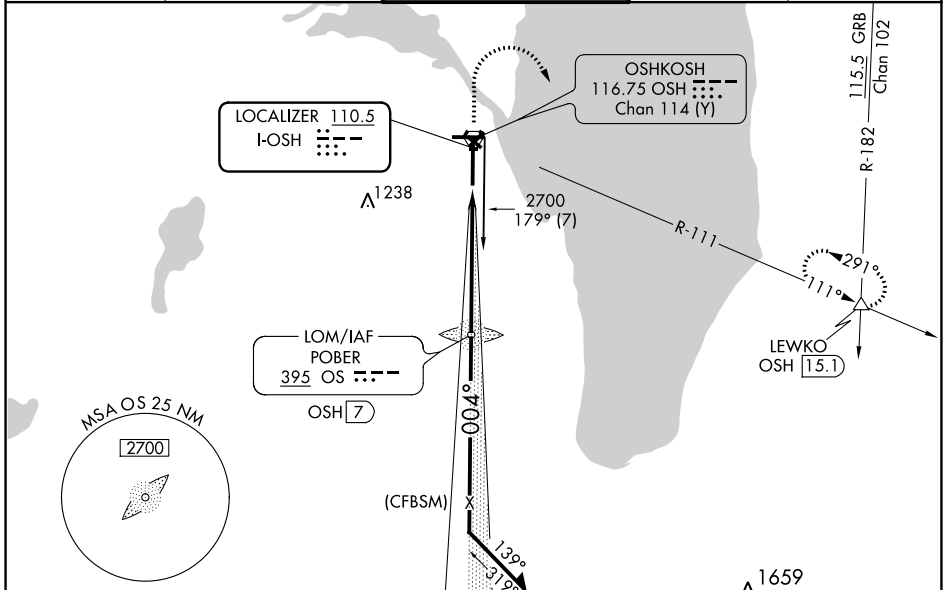 115.5 GRB
Chan 102
OSHKOSH
116.75 OSH
Chan 114 (Y)
LOCALIZER 110.5
I-OSH
R-182
1238
2700
179° (7)
R-111
291°
111°
LOM/IAF
POBER
395 OS
LEWKO
OSH 15.1
OSH 7
004°
MSA OS 25 NM
2700
(CFBSM)
X
139°
319°
1659